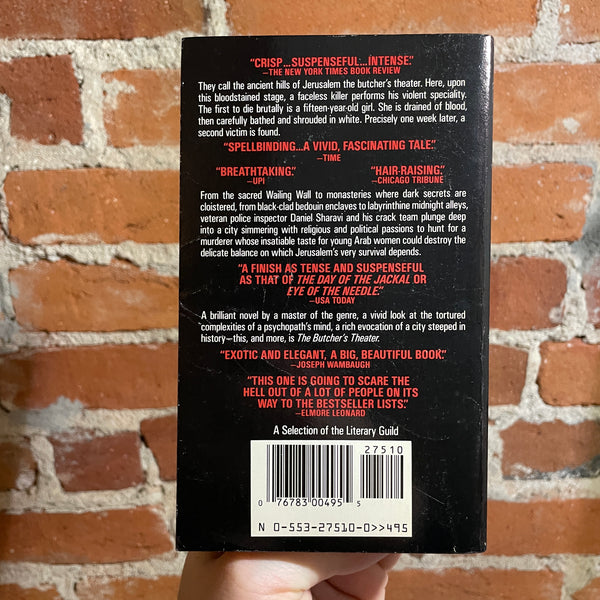 "CRISP...SUSPENSEFUL...INTENSE."
—THE NEW YORK TIMES BOOK REVIEW
They call the ancient hills of Jerusalem the butcher's theater. Here, upon
this bloodstained stage, a faceless killer performs his violent speciality.
The first to die brutally is a fifteen-year-old girl. She is drained of blood,
then carefully bathed and shrouded in white. Precisely one week later, a
second victim is found.
"SPELLBINDING...A VIVID, FASCINATING TALE."
—TIME
"BREATHTAKING."
—UPI
"HAIR-RAISING."
—CHICAGO TRIBUNE
From the sacred Wailing Wall to monasteries where dark secrets are
cloistered, from black-clad bedouin enclaves to labyrinthine midnight alleys,
veteran police inspector Daniel Sharavi and his crack team plunge deep
into a city simmering with religious and political passions to hunt for a
murderer whose insatiable taste for young Arab women could destroy the
delicate balance on which Jerusalem's very survival depends.
"A FINISH AS TENSE AND SUSPENSEFUL
AS THAT OF THE DAY OF THE JACKAL OR
EYE OF THE NEEDLE."
—USA TODAY
A brilliant novel by a master of the genre, a vivid look at the tortured
complexities of a psychopath's mind, a rich evocation of a city steeped in
history—this, and more, is The Butcher's Theater.
"EXOTIC AND ELEGANT, A BIG, BEAUTIFUL BOOK."
—JOSEPH WAMBAUGH
"THIS ONE IS GOING TO SCARE THE
HELL OUT OF A LOT OF PEOPLE ON ITS
WAY TO THE BESTSELLER LISTS."
—ELMORE LEONARD
A Selection of the Literary Guild
27510
0 76783 00495 5
N 0-553-27510-0>>495